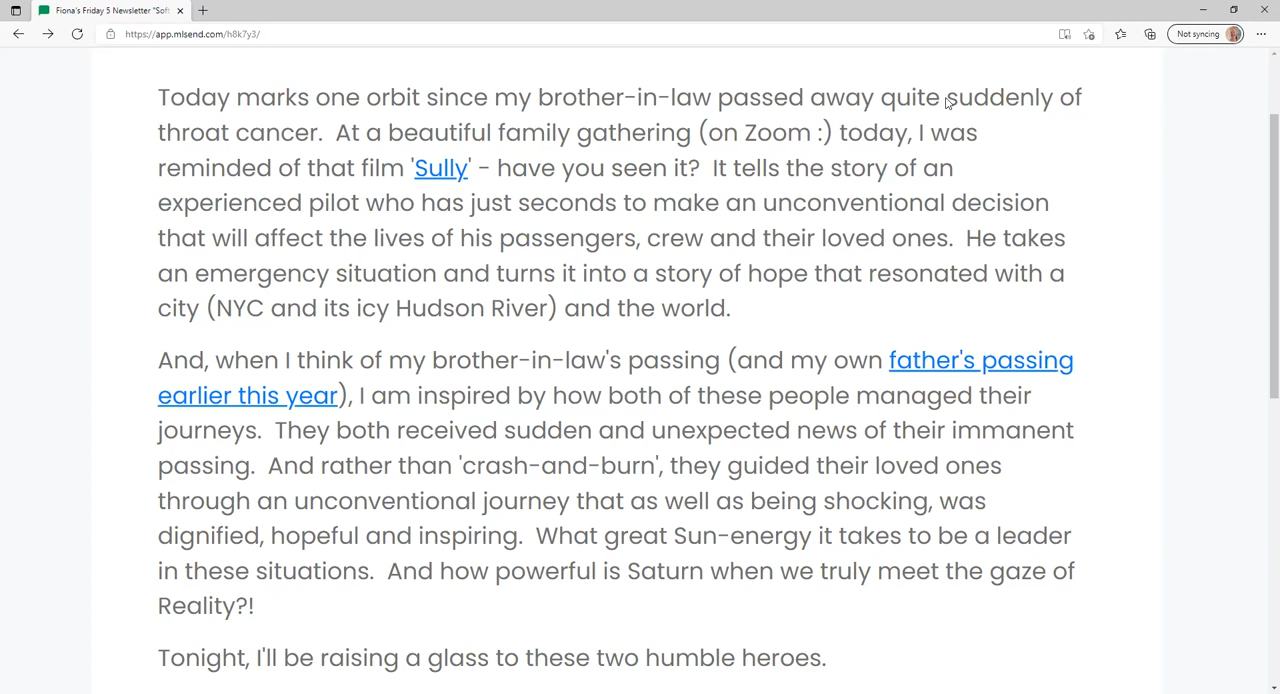 Fiona's Friday 5 Newsletter "Soft
https://app.mlsend.com/h8k7y3/
Not syncing
Today marks one orbit since my brother-in-law passed away quite suddenly of
throat cancer.  At a beautiful family gathering (on Zoom :) today, I was
reminded of that film 'Sully' - have you seen it?  It tells the story of an
experienced pilot who has just seconds to make an unconventional decision
that will affect the lives of his passengers, crew and their loved ones.  He takes
an emergency situation and turns it into a story of hope that resonated with a
city (NYC and its icy Hudson River) and the world.
And, when I think of my brother-in-law's passing (and my own father's passing
earlier this year), I am inspired by how both of these people managed their
journeys.  They both received sudden and unexpected news of their immanent
passing.  And rather than 'crash-and-burn', they guided their loved ones
through an unconventional journey that as well as being shocking, was
dignified, hopeful and inspiring.  What great Sun-energy it takes to be a leader
in these situations.  And how powerful is Saturn when we truly meet the gaze of
Reality?!
Tonight, I'll be raising a glass to these two humble heroes.